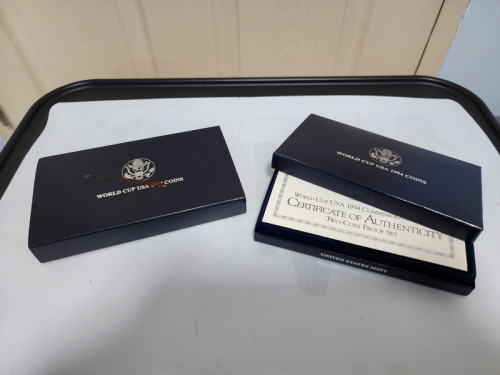 WORLD CUP USA 1994 COINS
WORLD CUP USA 1994 COINS
WORLD CUP USA 1994
CERTIFICATE OF AUTHENTICITY
TWO-COIN PROOF SET
UNITED STATES MINT